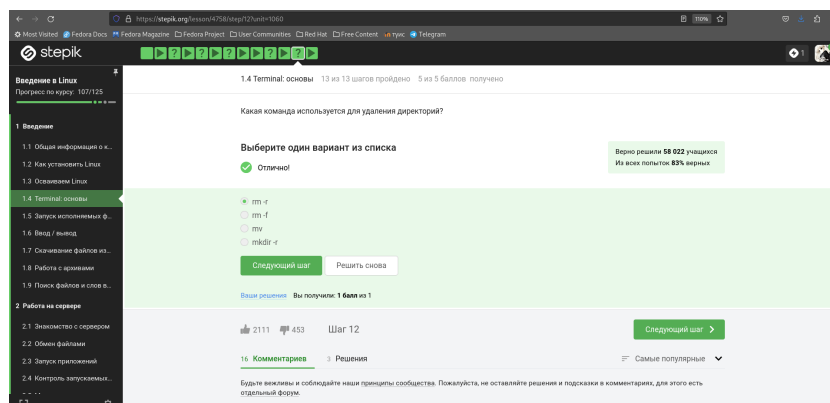 https://stepik.org/lesson/4758/step/12?unit=1060
110%
Most Visited Fedora Docs Fedora Magazine Fedora Project User Communities Red Hat Free Content Telegram
stepik
1
Введение в Linux
Прогресс по курсу: 107/125
1 Введение
1.1 Общая информация о к...
1.2 Как установить Linux
1.3 Осваиваем Linux
1.4 Terminal: основы
1.5 Запуск исполняемых ф...
1.6 Ввод / вывод
1.7 Скачивание файлов из...
1.8 Работа с архивами
1.9 Поиск файлов и слов в...
2 Работа на сервере
2.1 Знакомство с сервером
2.2 Обмен файлами
2.3 Запуск приложений
2.4 Контроль запускаемых...
1.4 Terminal: основы 13 из 13 шагов пройдено 5 из 5 баллов получено
Какая команда используется для удаления директорий?
Выберите один вариант из списка
Отлично!
Верно решили 58 022 учащихся
Из всех попыток 83% верных
rm -r
rm -f
mv
mkdir -r
Следующий шаг Решить снова
Ваши решения Вы получили: 1 балл из 1
2111 453 Шаг 12
Следующий шаг
16 Комментариев 3 Решения Самые популярные
Будьте вежливы и соблюдайте наши принципы сообщества. Пожалуйста, не оставляйте решения и подсказки в комментариях, для этого есть
отдельный форум.